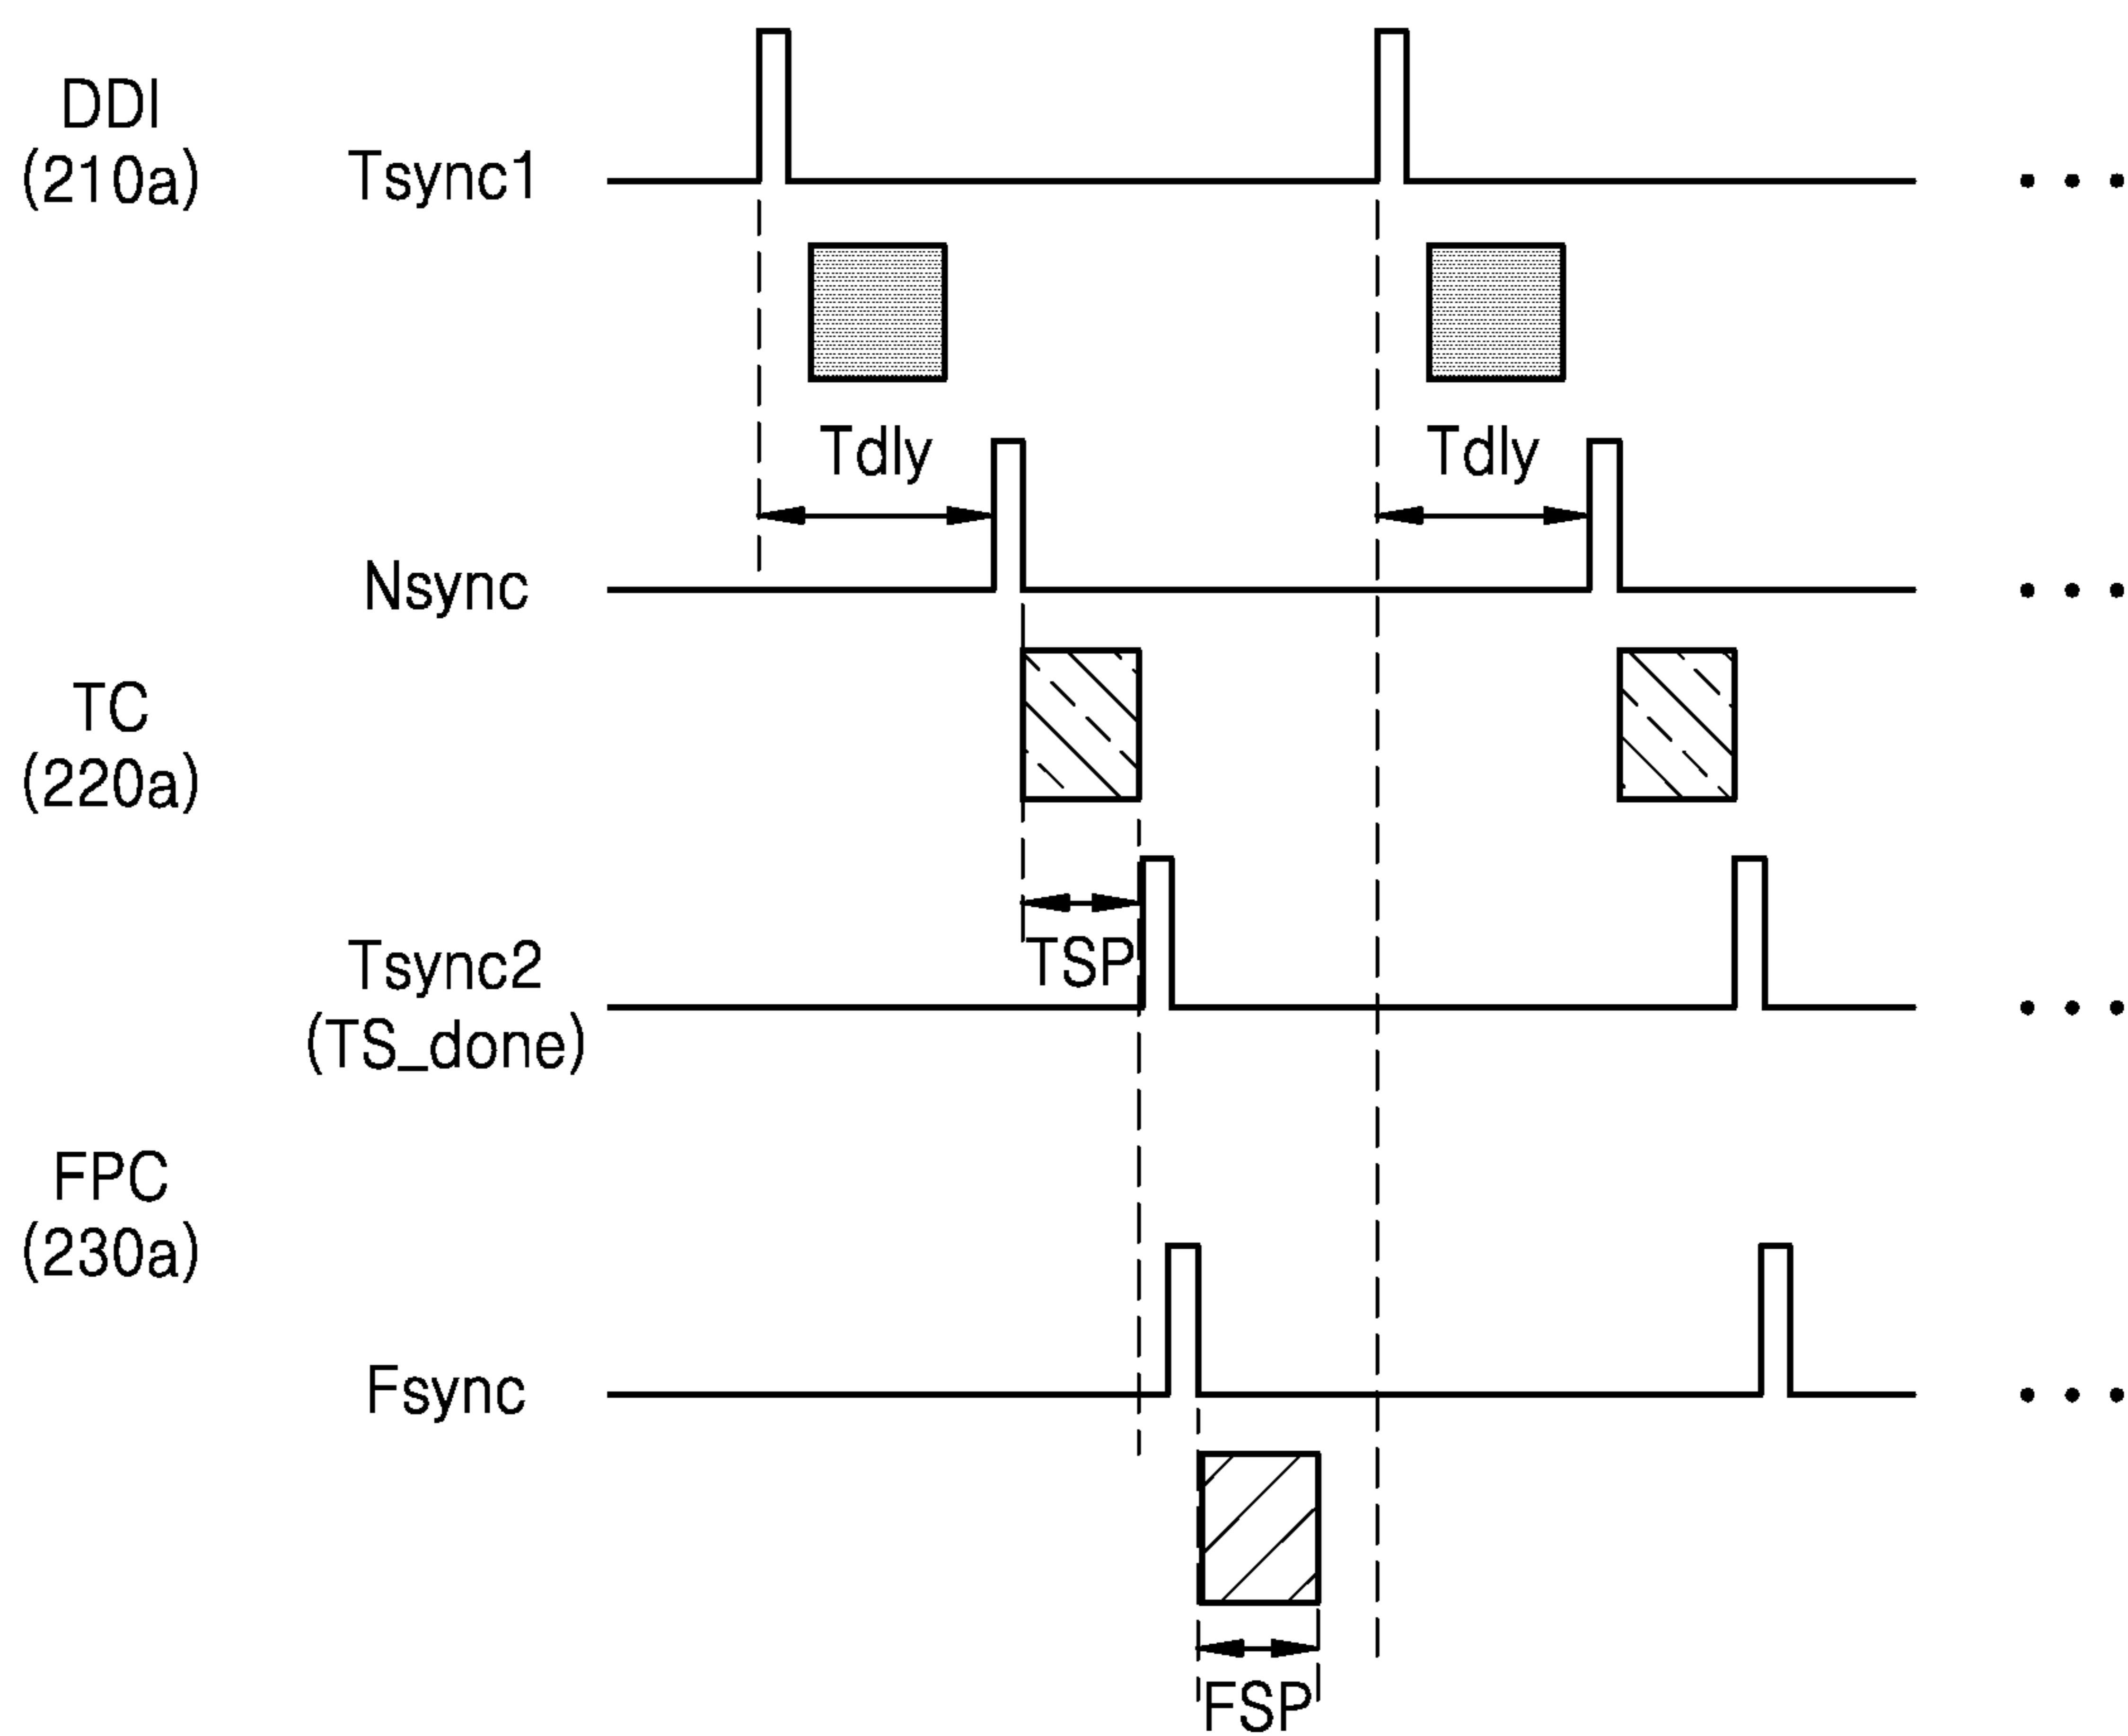 DDI
(210a)
Tsync1
. . .
Tdly
Tdly
Nsync
. . .
TC
(220a)
TSP
Tsync2
(TS_done)
. . .
FPC
(230a)
Fsync
. . .
FSP